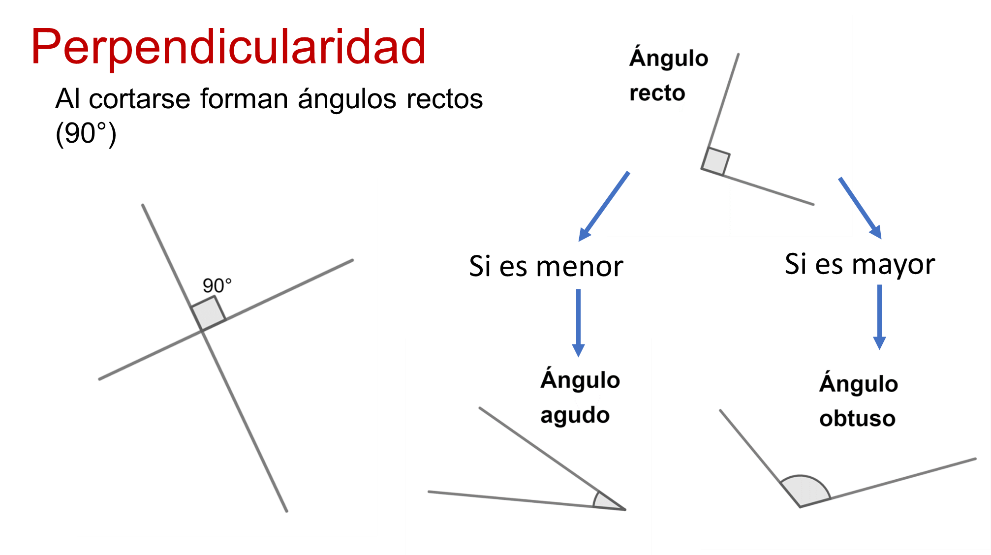 Perpendicularidad
Al cortarse forman ángulos rectos
(90°)
90°
Ángulo
recto
Si es menor
Si es mayor
Ángulo
agudo
Ángulo
obtuso